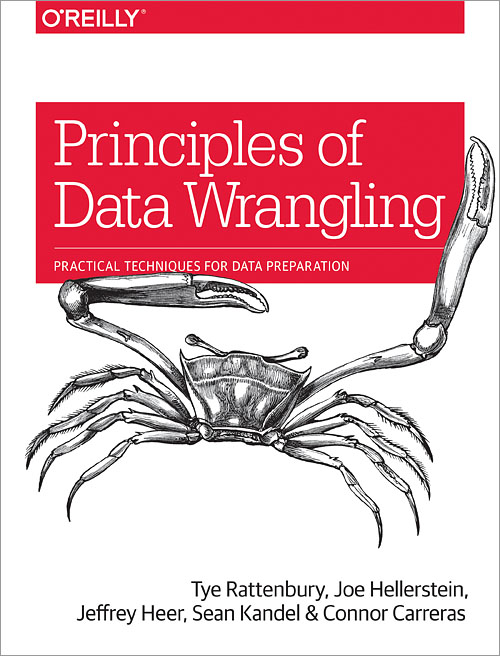 O'REILLY®
Principles of
Data Wrangling
PRACTICAL TECHNIQUES FOR DATA PREPARATION
Tye Rattenbury, Joe Hellerstein,
Jeffrey Heer, Sean Kandel & Connor Carreras